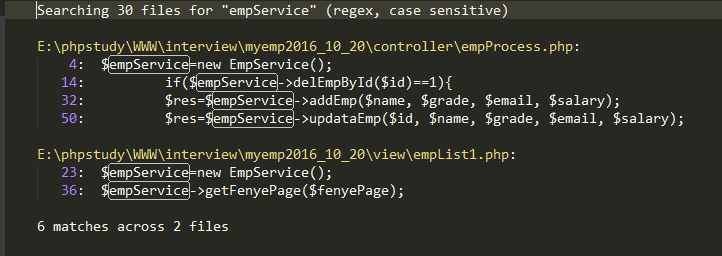 Searching 30 files for "empService" (regex, case sensitive)
E:\phpstudy\WWW\interview\myemp2016_10_20\controller\empProcess.php:
4: $empService=new EmpService();
14: if($empService->delEmpById($id)==1){
32: $res=$empService->addEmp($name, $grade, $email, $salary);
50: $res=$empService->updataEmp($id, $name, $grade, $email, $salary);
E:\phpstudy\WWW\interview\myemp2016_10_20\view\empList1.php:
23: $empService=new EmpService();
36: $empService->getFenyePage($fenyePage);
6 matches across 2 files